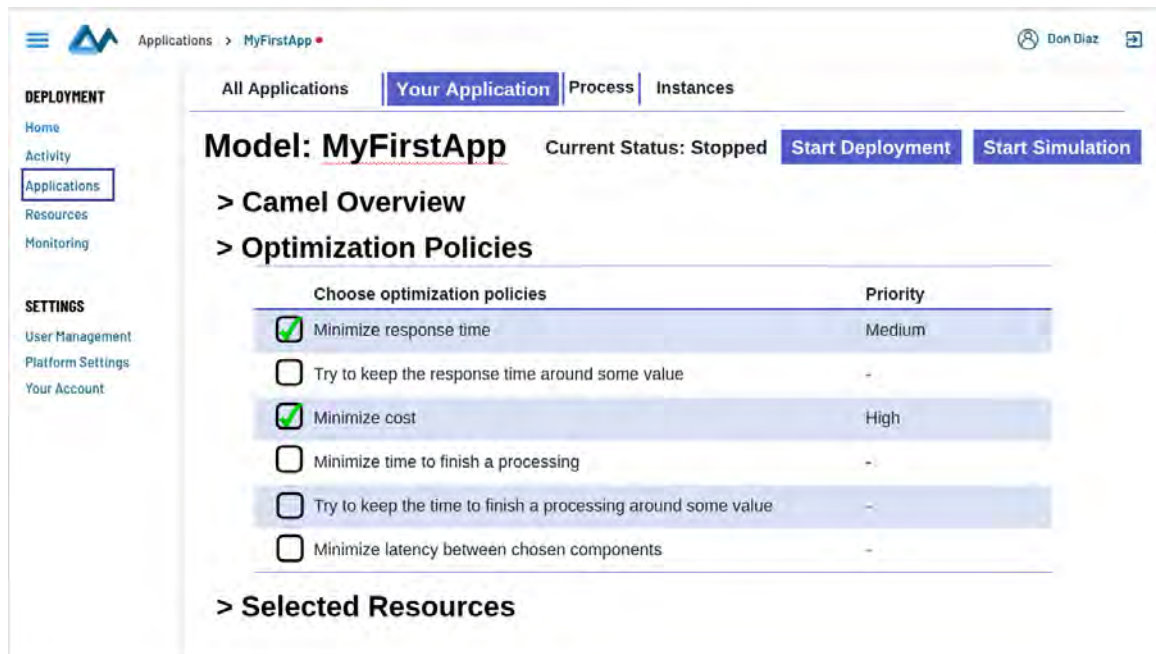 Applications > MyFirstApp
Don Diaz
DEPLOYMENT
Home
Activity
Applications
Resources
Monitoring
SETTINGS
User Management
Platform Settings
Your Account
All Applications Your Application Process Instances
Model: MyFirstApp Current Status: Stopped Start Deployment Start Simulation
> Camel Overview
> Optimization Policies
Choose optimization policies Priority
Minimize response time Medium
Try to keep the response time around some value -
Minimize cost High
Minimize time to finish a processing -
Try to keep the time to finish a processing around some value -
Minimize latency between chosen components -
> Selected Resources